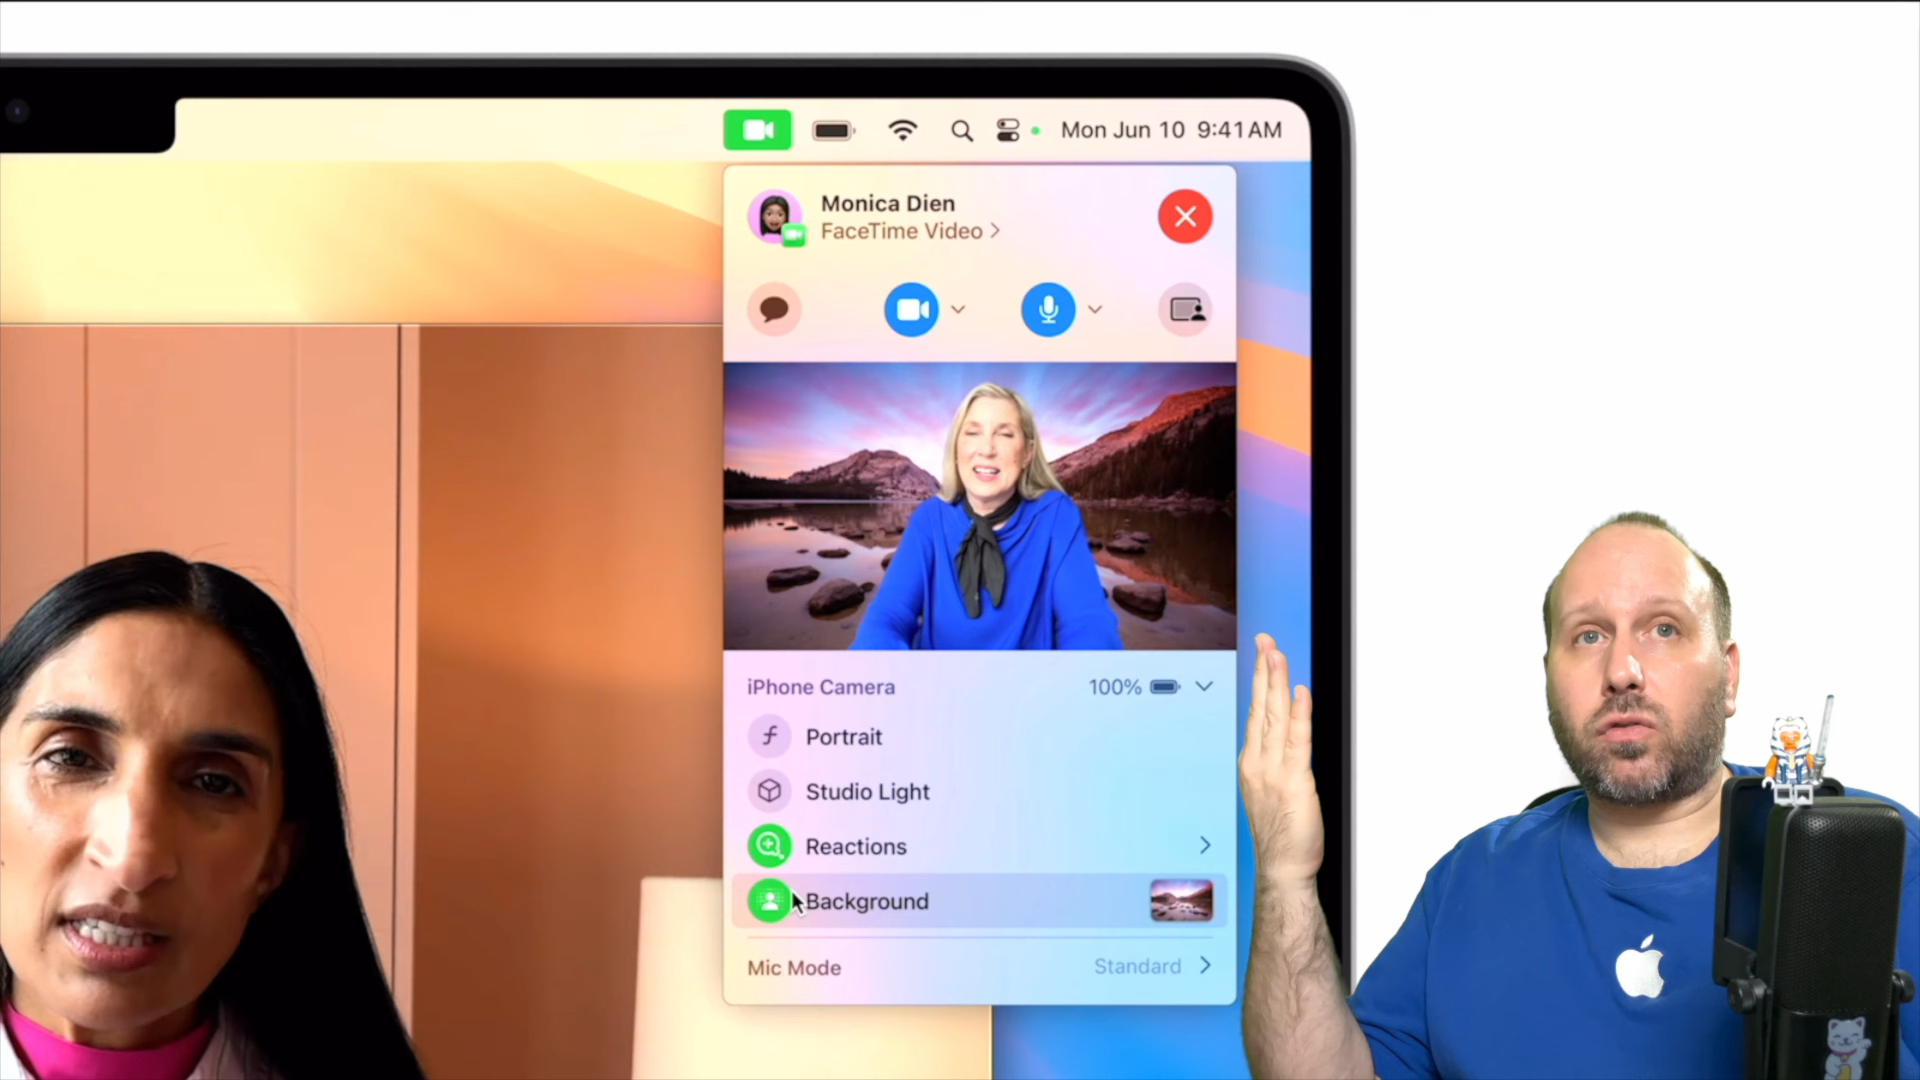 Mon Jun 10 9:41 AM
Monica Dien
FaceTime Video
iPhone Camera 100%
Portrait
Studio Light
Reactions
Background
Mic Mode Standard